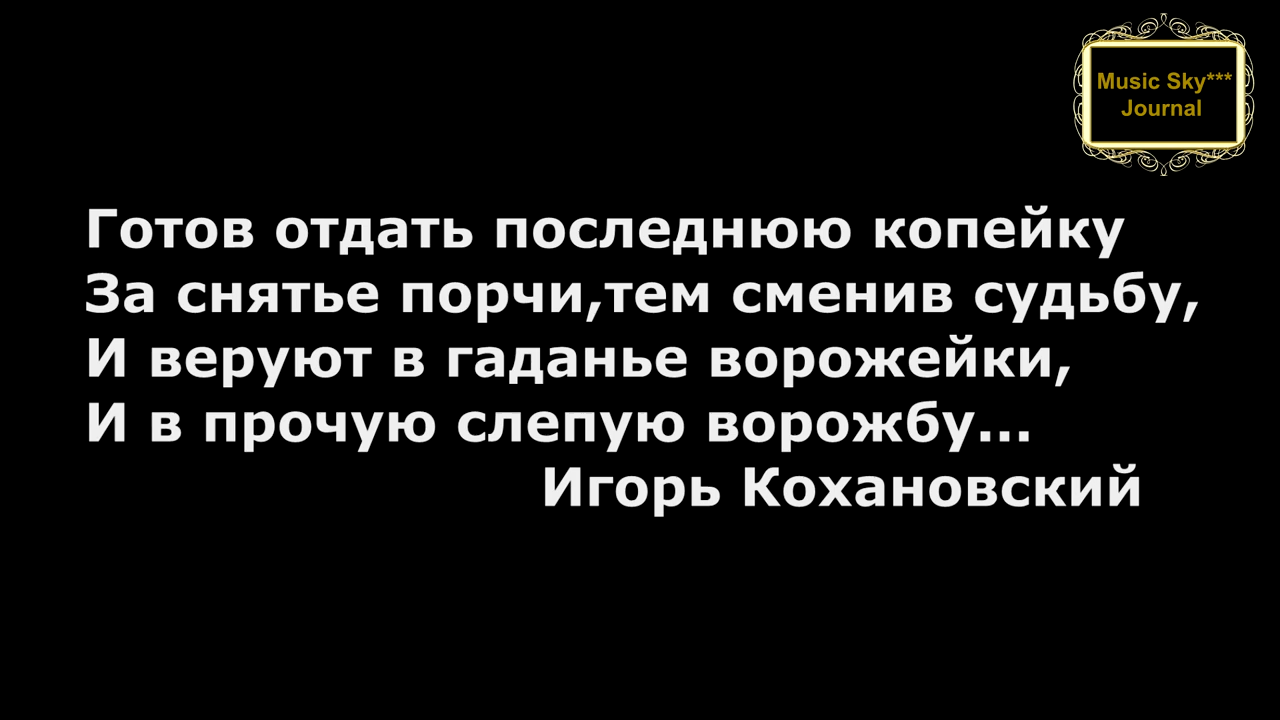 Music Sky***
Journal
Готов отдать последнюю копейку
За снятье порчи,тем сменив судьбу,
И веруют в гаданье ворожейки,
И в прочую слепую ворожбу...
Игорь Кохановский